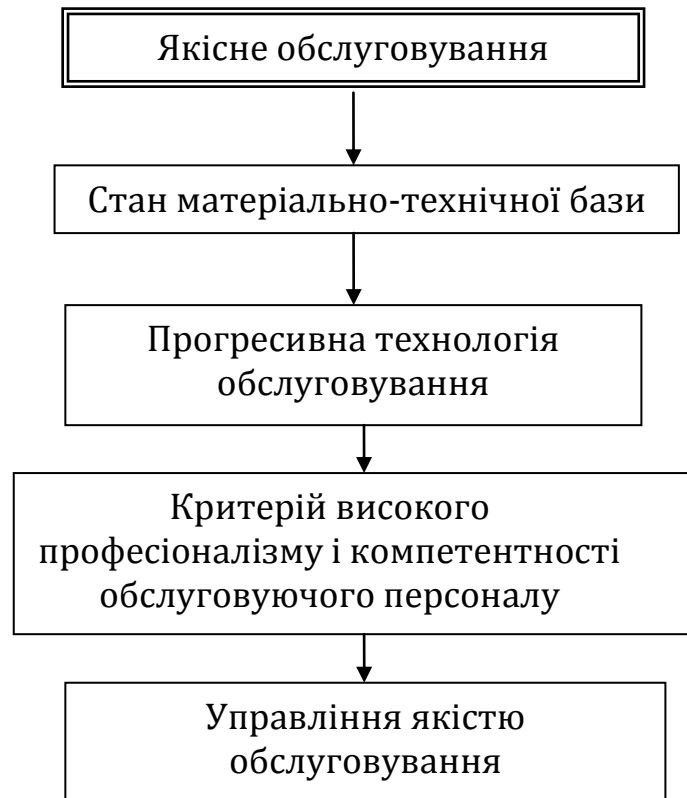 Якісне обслуговування
Стан матеріально-технічної бази
Прогресивна технологія
обслуговування
Критерій високого
професіоналізму і компетентності
обслуговуючого персоналу
Управління якістю
обслуговування